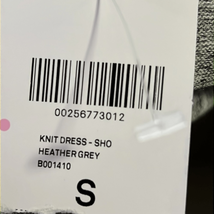 00256773012
KNIT DRESS - SHO
HEATHER GREY
B001410
S